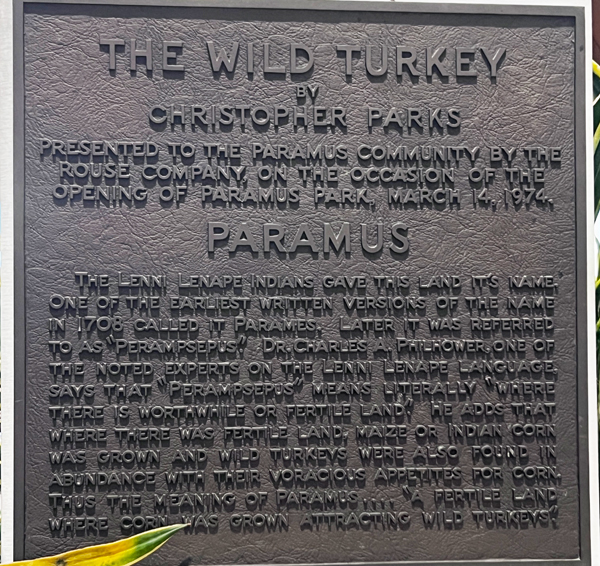 THE WILD TURKEY
BY
CHRISTOPHER PARKS
PRESENTED TO THE PARAMUS COMMUNITY BY THE
ROUSE COMPANY, ON THE OCCASION OF THE
OPENING OF PARAMUS PARK, MARCH 14, 1974.
PARAMUS
THE LENNI LENAPE INDIANS GAVE THIS LAND IT'S NAME.
ONE OF THE EARLIEST WRITTEN VERSIONS OF THE NAME
IN 1708 CALLED IT PARAMES. LATER IT WAS REFERRED
TO AS "PERAMPSEPUS." DR. CHARLES A. PHILHOWER, ONE OF
THE NOTED EXPERTS ON THE LENNI LENAPE LANGUAGE,
SAYS THAT "PERAMPSEPUS" MEANS LITERALLY "WHERE
THERE IS WORTHWHILE OR FERTILE LAND." HE ADDS THAT
WHERE THERE WAS FERTILE LAND, MAIZE OR INDIAN CORN
WAS GROWN AND WILD TURKEYS WERE ALSO FOUND IN
ABUNDANCE WITH THEIR VORACIOUS APPETITES FOR CORN.
THUS THE MEANING OF PARAMUS .... "A FERTILE LAND
WHERE CORN WAS GROWN ATTRACTING WILD TURKEYS."